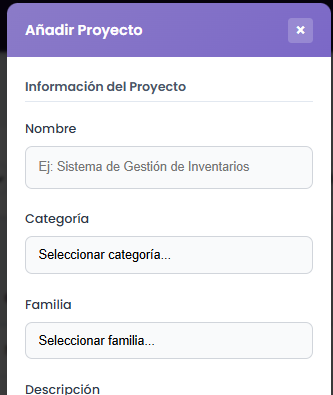 Añadir Proyecto
Información del Proyecto
Nombre
Ej: Sistema de Gestión de Inventarios
Categoría
Seleccionar categoría...
Familia
Seleccionar familia...
Descripción